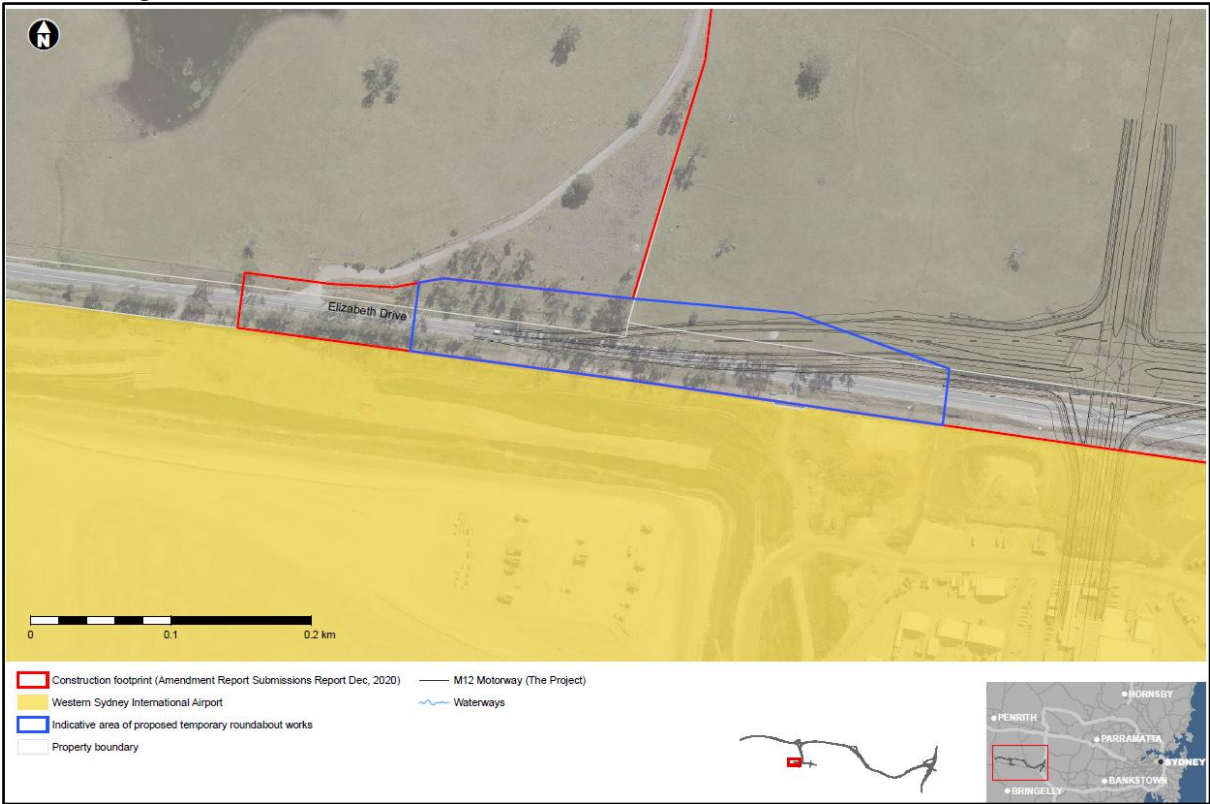 N
Elizabeth Drive
0 0.1 0.2 km
Construction footprint (Amendment Report Submissions Report Dec, 2020)
Western Sydney International Airport
Indicative area of proposed temporary roundabout works
Property boundary
M12 Motorway (The Project)
Waterways
HORNSBY
PENRITH
PARRAMATTA
SYDNEY
BANKSTOWN
BRINGELLY